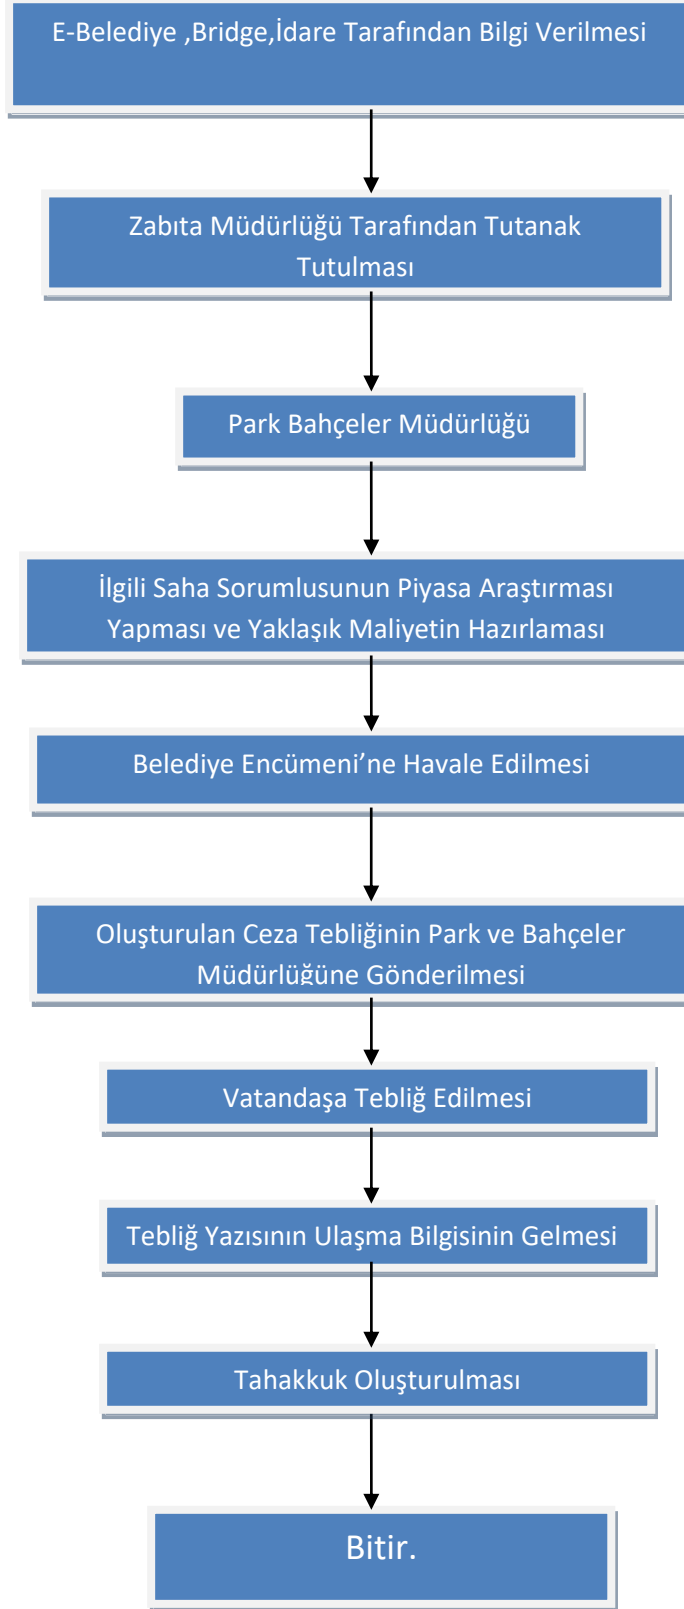 E-Belediye ,Bridge,İdare Tarafından Bilgi Verilmesi
Zabıta Müdürlüğü Tarafından Tutanak
Tutulması
Park Bahçeler Müdürlüğü
İlgili Saha Sorumlusunun Piyasa Araştırması
Yapması ve Yaklaşık Maliyetin Hazırlaması
Belediye Encümeni’ne Havale Edilmesi
Oluşturulan Ceza Tebliğinin Park ve Bahçeler
Müdürlüğüne Gönderilmesi
Vatandaşa Tebliğ Edilmesi
Tebliğ Yazısının Ulaşma Bilgisinin Gelmesi
Tahakkuk Oluşturulması
Bitir.